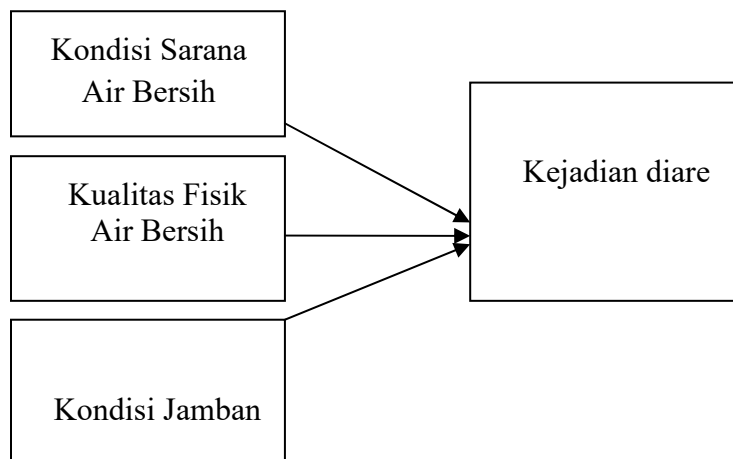 Kondisi Sarana
Air Bersih
Kualitas Fisik
Air Bersih
Kejadian diare
Kondisi Jamban